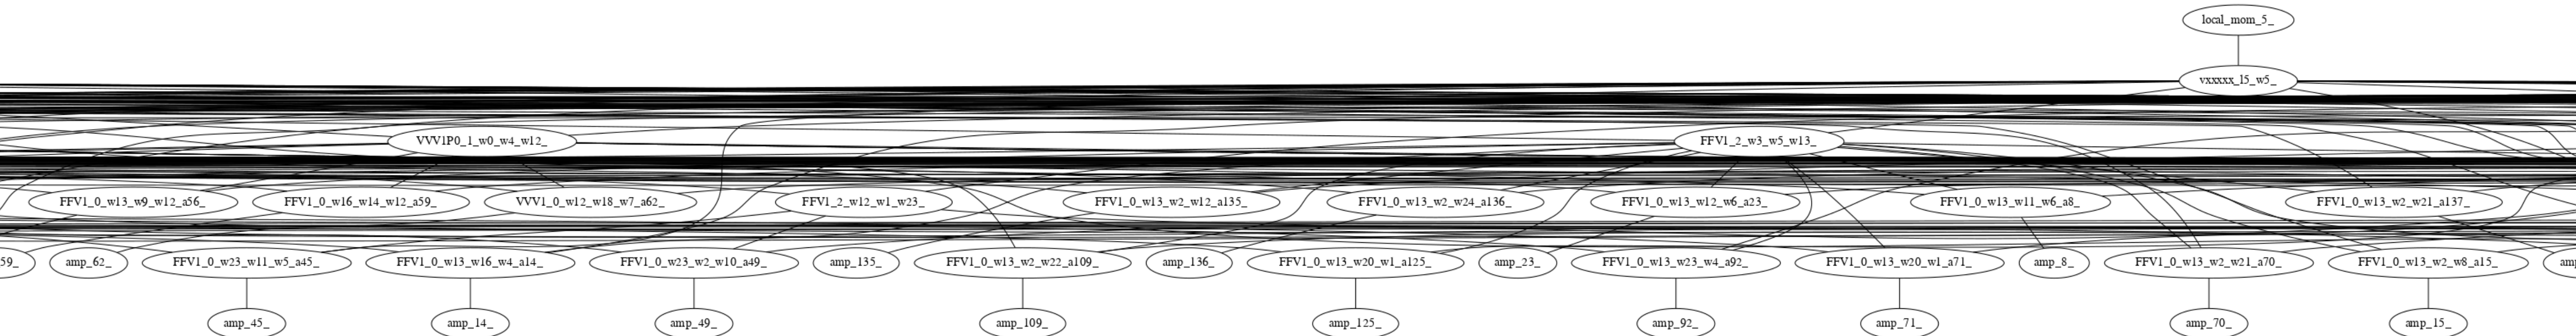 local_mom_5_
vxxxxx_l5_w5_
VVV1P0_1_w0_w4_w12_
FFV1_2_w3_w5_w13_
FFV1_0_w13_w9_w12_a56_
FFV1_0_w16_w14_w12_a59_
VVV1_0_w12_w18_w7_a62_
FFV1_2_w12_w1_w23_
FFV1_0_w13_w2_w12_a135_
FFV1_0_w13_w2_w24_a136_
FFV1_0_w13_w12_w6_a23_
FFV1_0_w13_w11_w6_a8_
FFV1_0_w13_w2_w21_a137_
59_
amp_62_
FFV1_0_w23_w11_w5_a45_
FFV1_0_w13_w16_w4_a14_
FFV1_0_w23_w2_w10_a49_
amp_135_
FFV1_0_w13_w2_w22_a109_
amp_136_
FFV1_0_w13_w20_w1_a125_
amp_23_
FFV1_0_w13_w23_w4_a92_
FFV1_0_w13_w20_w1_a71_
amp_8_
FFV1_0_w13_w2_w21_a70_
FFV1_0_w13_w2_w8_a15_
amp_45_
amp_14_
amp_49_
amp_109_
amp_125_
amp_92_
amp_71_
amp_70_
amp_15_